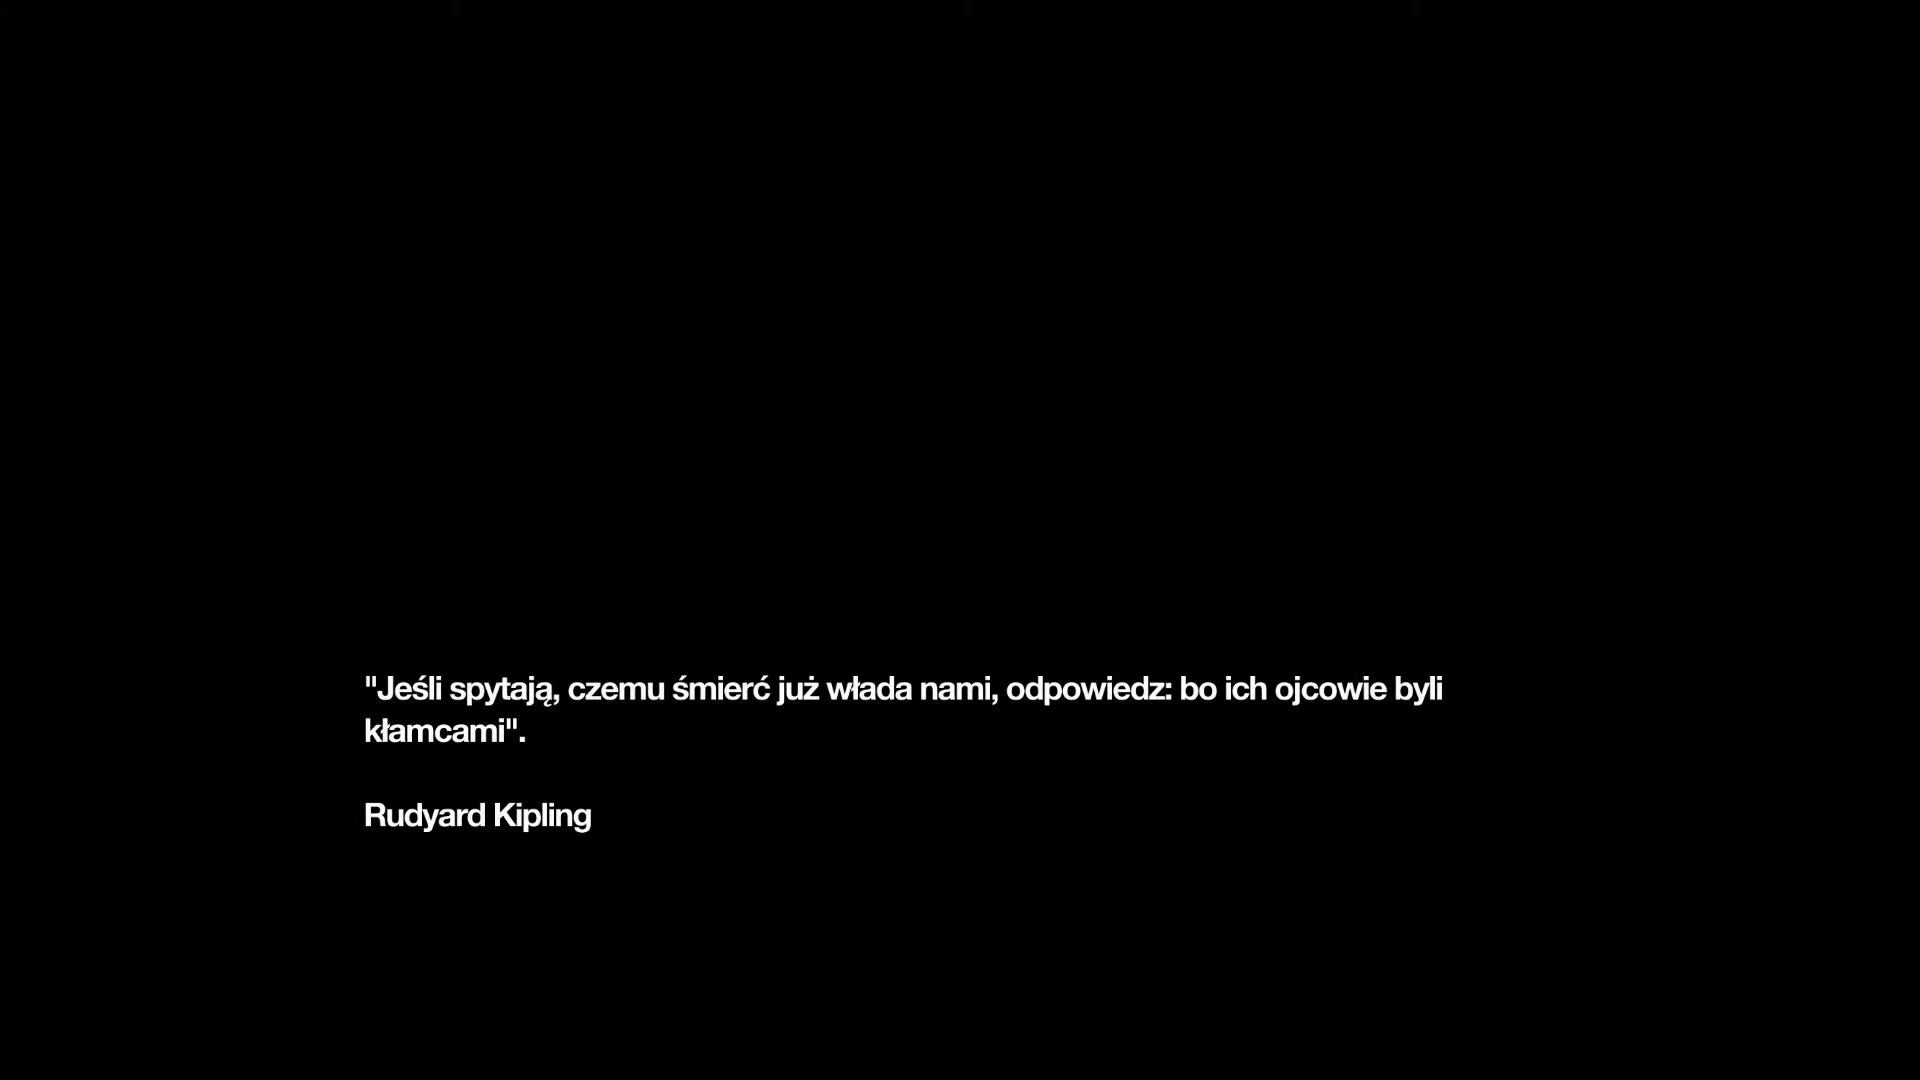 "Jeśli spytają, czemu śmierć już włada nami, odpowiedz: bo ich ojcowie byli
kłamcami".
Rudyard Kipling